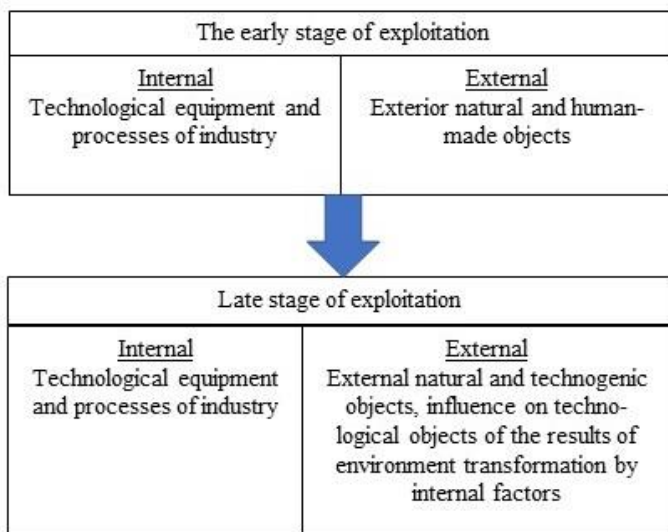 The early stage of exploitation
Internal
Technological equipment and
processes of industry
External
Exterior natural and human-
made objects
Late stage of exploitation
Internal
Technological equipment
and processes of industry
External
External natural and technogenic
objects, influence on techno-
logical objects of the results of
environment transformation by
internal factors